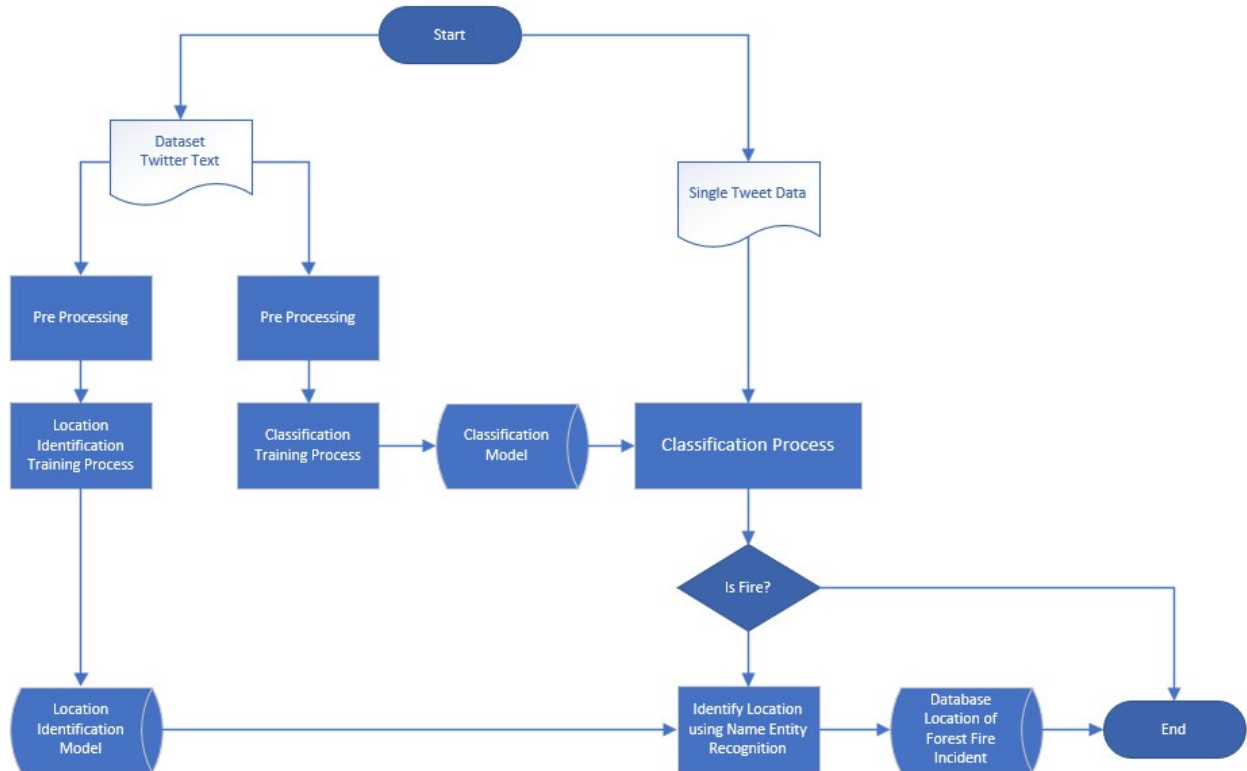 Start
Dataset
Twitter Text
Single Tweet Data
Pre Processing
Pre Processing
Location
Identification
Training Process
Classification
Training Process
Classification
Model
Classification Process
Is Fire?
Location
Identification
Model
Identify Location
using Name Entity
Recognition
Database
Location of
Forest Fire
Incident
End